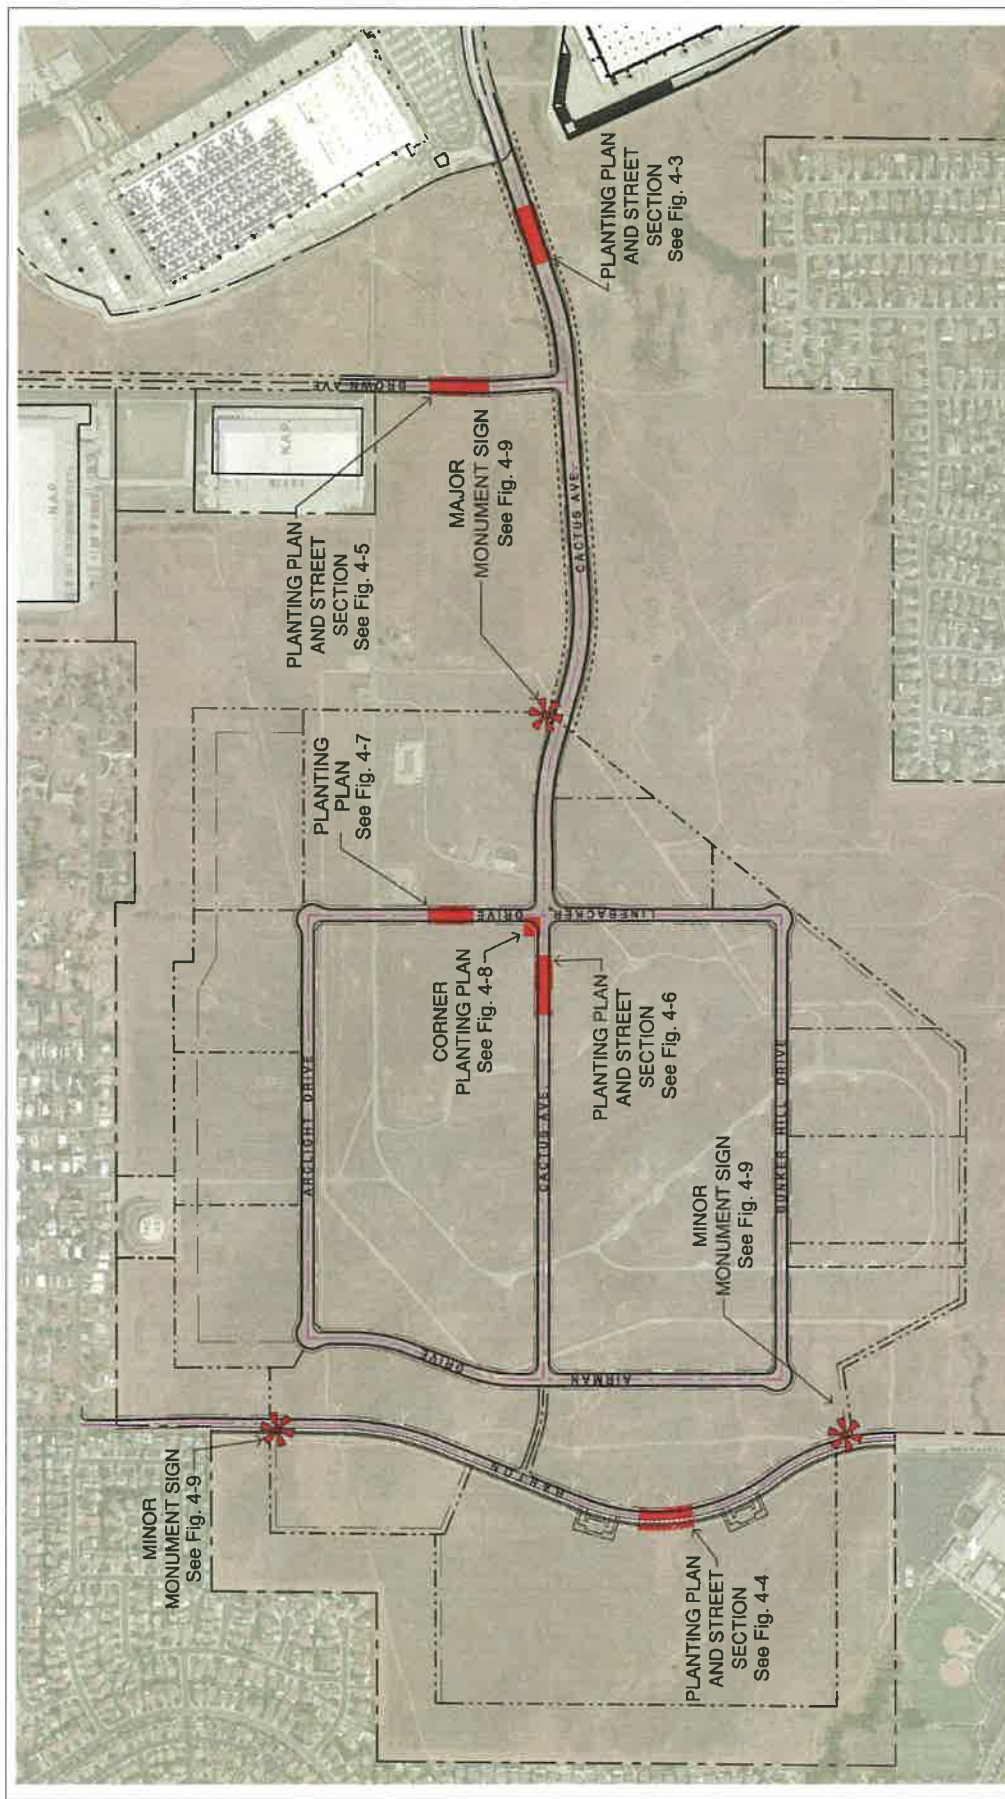 MINOR
MONUMENT SIGN
See Fig. 4-9
PLANTING PLAN
AND STREET
SECTION
See Fig. 4-4
HARTON
AIRMAN
DRIVE
ARCLIGHT DRIVE
CACTUS AVE.
BUNKER HILL DRIVE
MINOR
MONUMENT SIGN
See Fig. 4-9
CORNER
PLANTING PLAN
See Fig. 4-8
PLANTING PLAN
AND STREET
SECTION
See Fig. 4-6
PLANTING
PLAN
See Fig. 4-7
LINEBACKER
DRIVE
PLANTING PLAN
AND STREET
SECTION
See Fig. 4-5
MAJOR
MONUMENT SIGN
See Fig. 4-9
CACTUS AVE.
BROWN AVE
N.A.P.
N.A.P.
PLANTING PLAN
AND STREET
SECTION
See Fig. 4-3